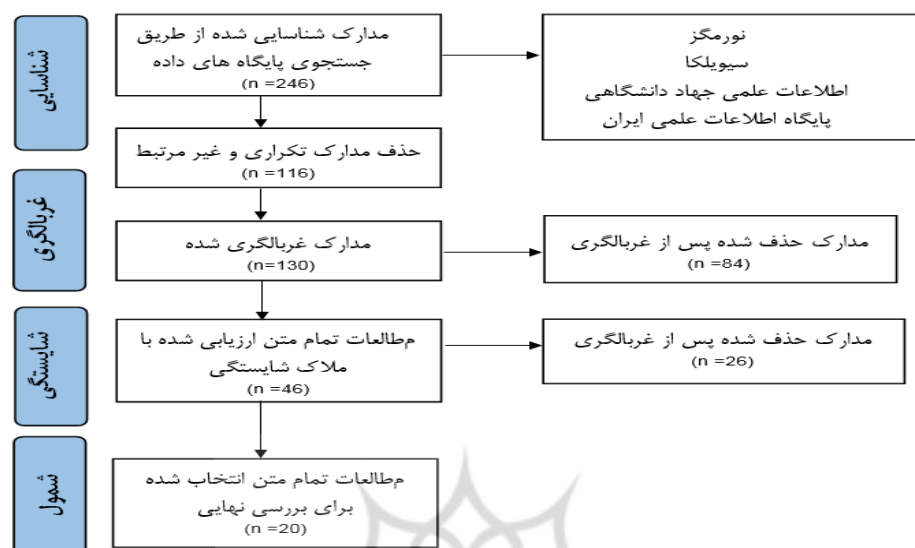 شناسایی
مدارک شناسایی شده از طریق
جستجوی پایگاه های داده
(n =246)
نورمگز
سیویلکا
اطلاعات علمی جهاد دانشگاهی
پایگاه اطلاعات علمی ایران
حذف مدارک تکراری و غیر مرتبط
(n =116)
غربالگری
مدارک غربالگری شده
(n=130)
مدارک حذف شده پس از غربالگری
(n =84)
شایستگی
مطالعات تمام متن ارزیابی شده با
ملاک شایستگی
(n =46)
مدارک حذف شده پس از غربالگری
(n =26)
شمول
مطالعات تمام متن انتخاب شده
برای بررسی نهایی
(n =20)